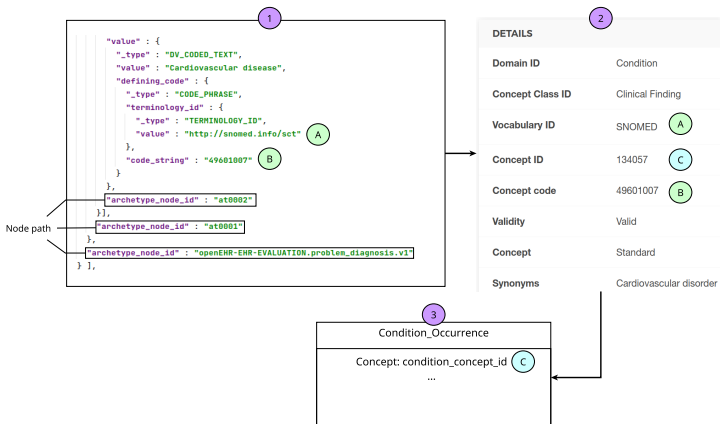 1
"value" : {
"_type" : "DV_CODED_TEXT",
"value" : "Cardiovascular disease",
"defining_code" : {
"_type" : "CODE_PHRASE",
"terminology_id" : {
"_type" : "TERMINOLOGY_ID",
"value" : "http://snomed.info/sct" A
},
"code_string" : "49601007" B
}
},
"archetype_node_id" : "at0002"
}],
Node path
"archetype_node_id" : "at0001"
},
"archetype_node_id" : "openEHR-EHR-EVALUATION.problem_diagnosis.v1"
} ],
2
DETAILS
Domain ID Condition
Concept Class ID Clinical Finding
Vocabulary ID SNOMED A
Concept ID 134057 C
Concept code 49601007 B
Validity Valid
Concept Standard
Synonyms Cardiovascular disorder
3
Condition_Occurrence
Concept: condition_concept_id C
...